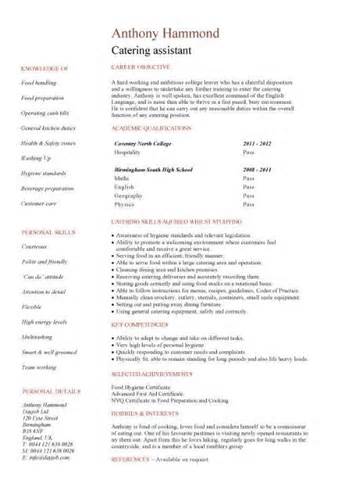 Anthony Hammond
Catering assistant
KNOWLEDGE OF
Food handling
Food preparation
Operating cash tills
General kitchen duties
Health & Safety issues
Washing Up
Hygiene standards
Beverage preparation
Customer care
PERSONAL SKILLS
Courteous
Polite and friendly
'Can do' attitude
Attention to detail
Flexible
High energy levels
Multitasking
Smart & well groomed
Team working
PERSONAL DETAILS
Anthony Hammond
Dayjob Ltd
120 Vyse Street
Birmingham
B18 6NF
England, UK
T: 0044 121 638 0026
M: 0044 121 638 0026
E: info@dayjob.com
CAREER OBJECTIVE
A hard working and ambitious college leaver who has a cheerful disposition
and a willingness to undertake any further training to enter the catering
industry. Anthony is well spoken, has excellent command of the English
Language, and is more than able to thrive in a fast paced, busy environment.
He is confident that he can carry out any reasonable duties within the overall
function of any catering position.
ACADEMIC QUALIFICATIONS
Coventry North College 2011 - 2012
Hospitality Pass
Birmingham South High School 2008 - 2011
Maths Pass
English Pass
Geography Pass
Physics Pass
CATERING SKILLS AQUIRED WHILST STUDYING
• Awareness of hygiene standards and relevant legislation.
• Ability to promote a welcoming environment where customers feel
comfortable and receive a great service.
• Serving food in an efficient, friendly manner.
• Ability to operate within a large catering area and operation.
• Cleaning dining area and kitchen premises.
• Receiving catering deliveries and accurately recording them.
• Storing goods correctly and using food stocks on a rotational basis.
• Able to follow instructions for menus, recipes, guidelines, Codes of Practice.
• Manually clean crockery, cutlery, utensils, containers, small scale equipment.
• Setting out and putting away dining furniture.
• Using general catering equipment, safely and correctly.
KEY COMPETENCIES
• Ability to adapt to change and take on different tasks.
• Very high levels of personal hygiene
• Quickly responding to customer needs and complaints.
• Physically fit, able to remain standing for long periods and also lift heavy loads.
SELECTED ACHIEVEMENTS
Food Hygiene Certificate
Advanced First Aid Certificate
NVQ Certificate in Food Preparation and Cooking
HOBBIES & INTERESTS
Anthony is fond of cooking, loves food and considers himself to be a connoisseur
of eating out. One of his favourite pastimes is visiting newly opened restaurants to
try their food. He is also a keen walker, regularly goes for long walks in the
countryside, and is a member of a local ramblers group
REFERENCES – Available on request